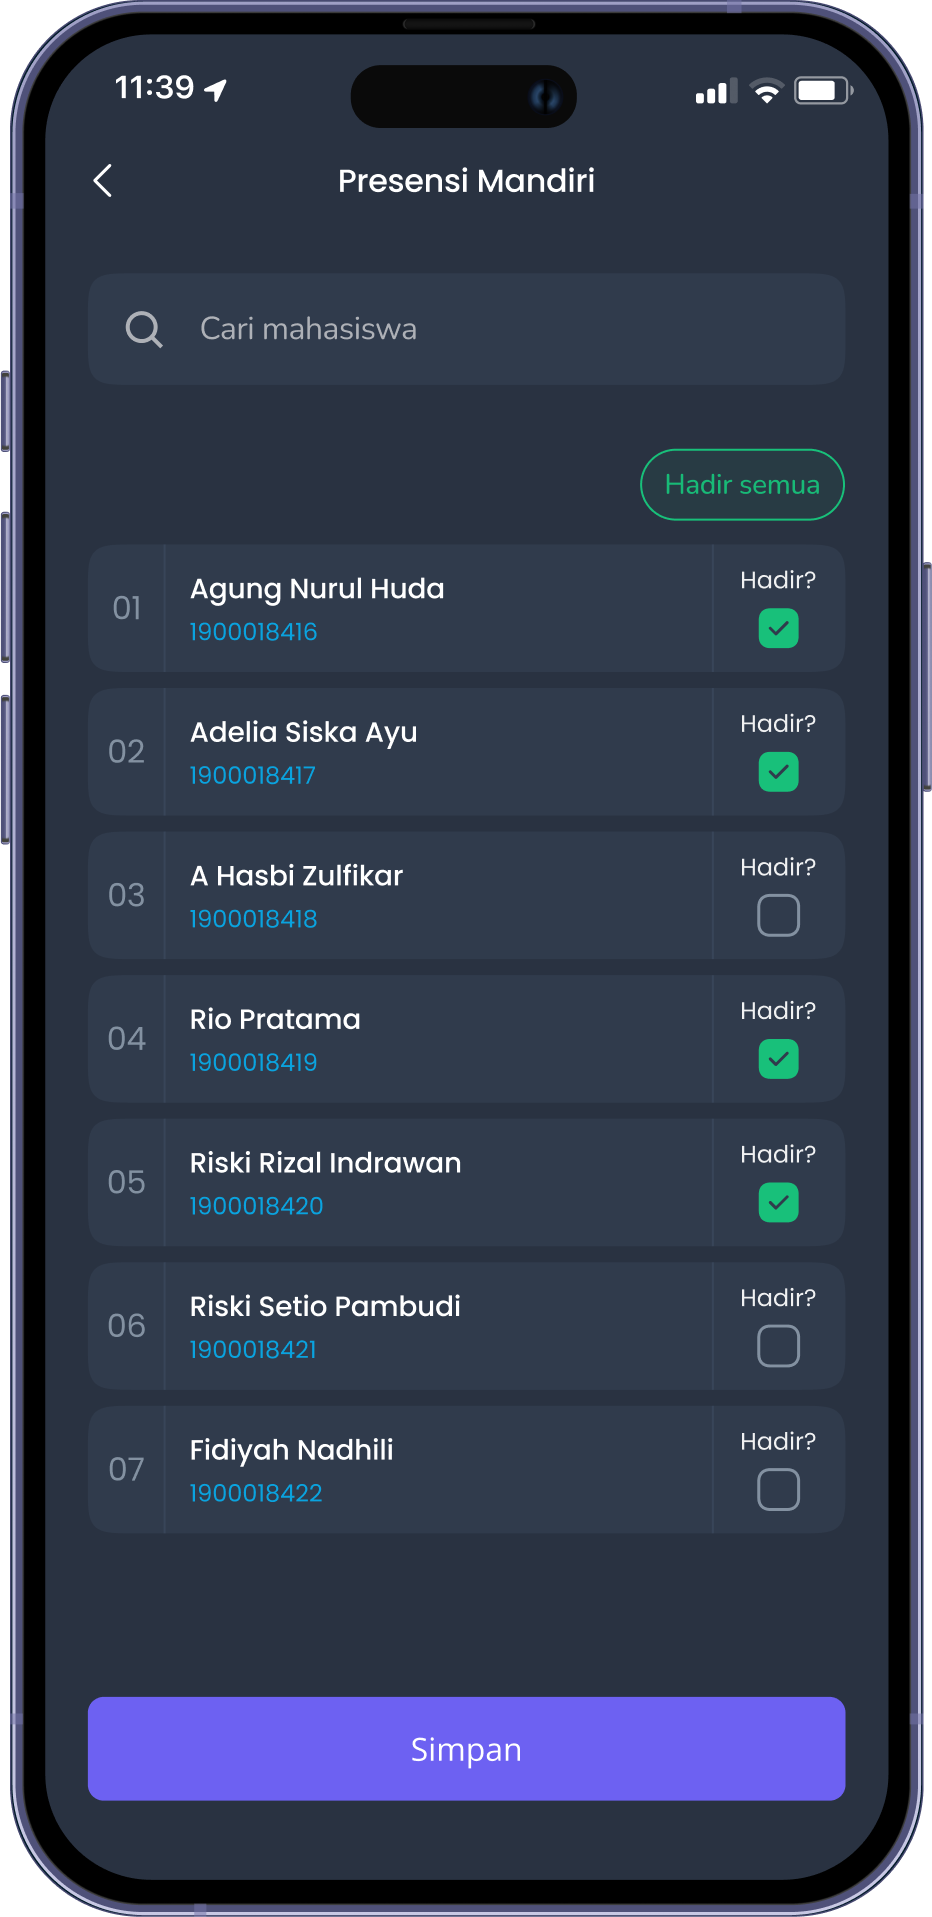 11:39
Presensi Mandiri
Cari mahasiswa
Hadir semua
01
Agung Nurul Huda
1900018416
Hadir?
02
Adelia Siska Ayu
1900018417
Hadir?
03
A Hasbi Zulfikar
1900018418
Hadir?
04
Rio Pratama
1900018419
Hadir?
05
Riski Rizal Indrawan
1900018420
Hadir?
06
Riski Setio Pambudi
1900018421
Hadir?
07
Fidiyah Nadhili
1900018422
Hadir?
Simpan